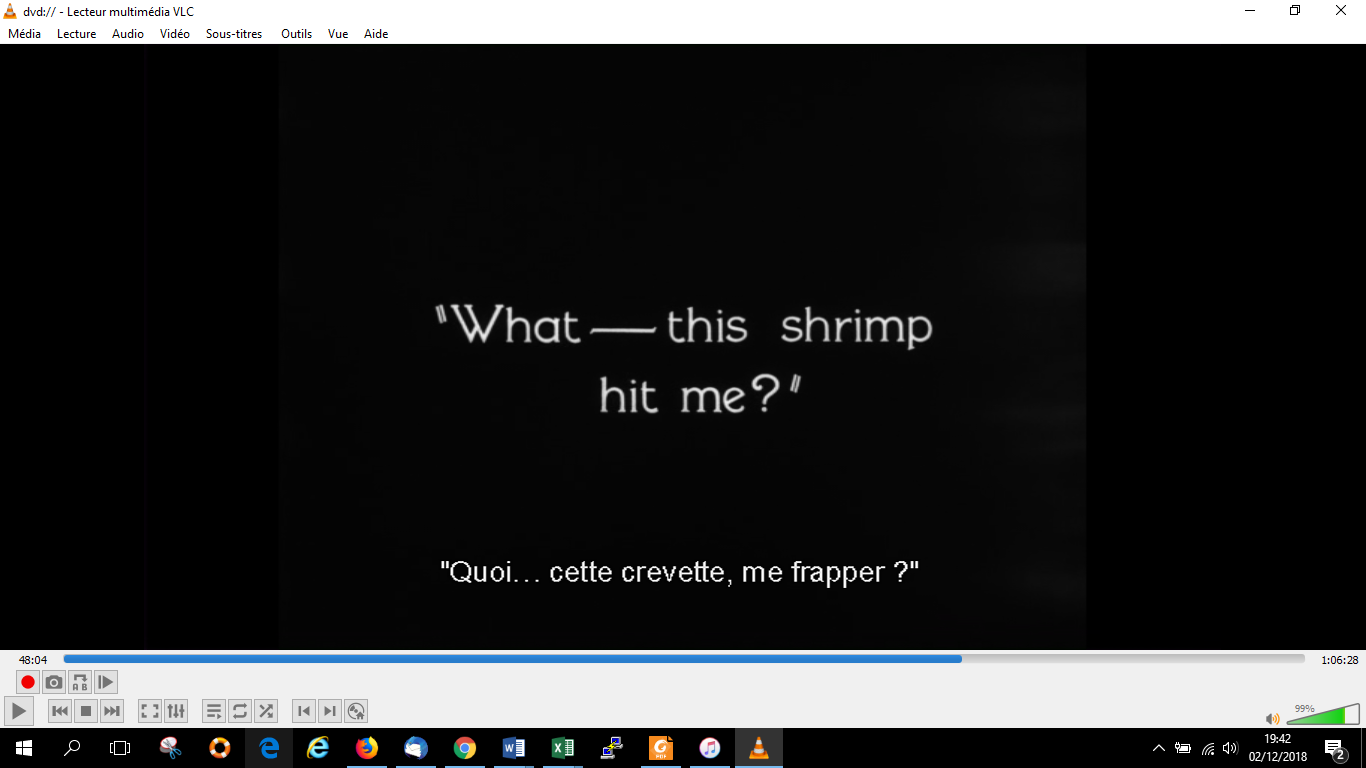 dvd:// - Lecteur multimédia VLC
Média Lecture Audio Vidéo Sous-titres Outils Vue Aide
"What — this shrimp
hit me?"
"Quoi... cette crevette, me frapper ?"
48:04 1:06:28
A B
99%
19:42
02/12/2018
2
PDF